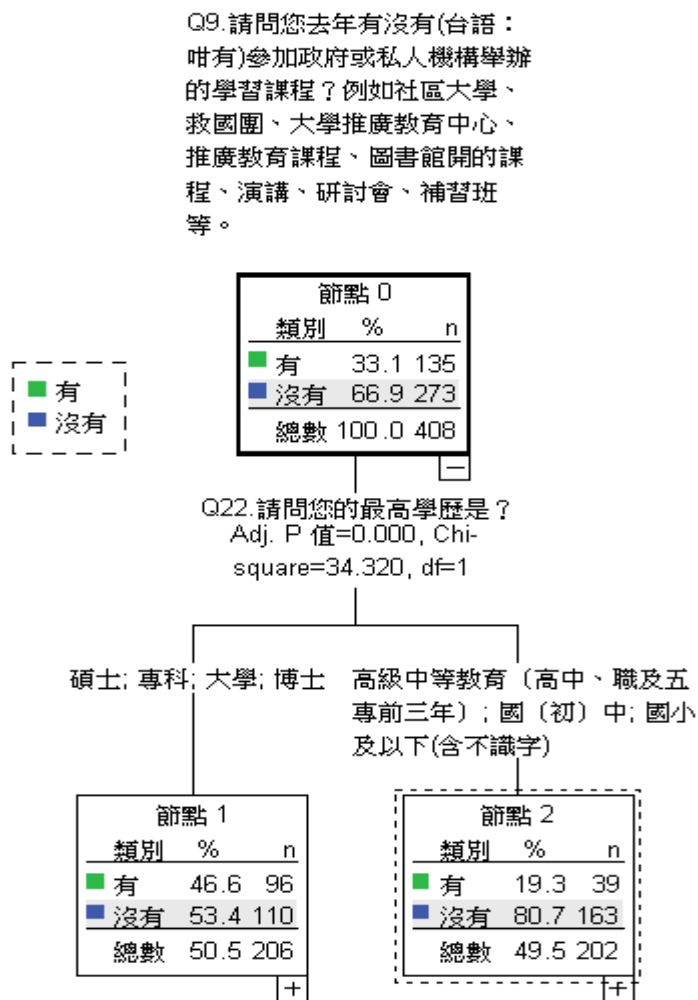 Q9.請問您去年有沒有(台語：
咁有)參加政府或私人機構舉辦
的學習課程？例如社區大學、
救國團、大學推廣教育中心、
推廣教育課程、圖書館開的課
程、演講、研討會、補習班
等。
節點 0
類別 % n
有 33.1 135
沒有 66.9 273
總數 100.0 408
有
沒有
Q22.請問您的最高學歷是？
Adj. P 值=0.000, Chi-
square=34.320, df=1
碩士; 專科; 大學; 博士
高級中等教育（高中、職及五
專前三年）; 國（初）中; 國小
及以下(含不識字)
節點 1
類別 % n
有 46.6 96
沒有 53.4 110
總數 50.5 206
節點 2
類別 % n
有 19.3 39
沒有 80.7 163
總數 49.5 202